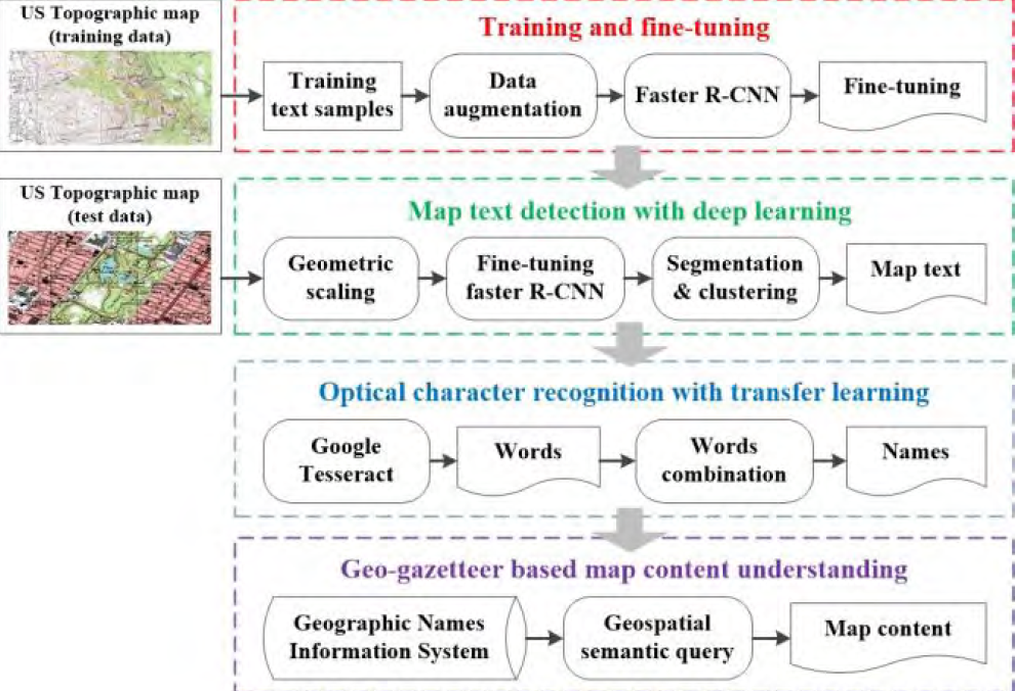 US Topographic map
(training data)
Training and fine-tuning
Training
text samples
Data
augmentation
Faster R-CNN
Fine-tuning
US Topographic map
(test data)
Map text detection with deep learning
Geometric
scaling
Fine-tuning
faster R-CNN
Segmentation
& clustering
Map text
Optical character recognition with transfer learning
Google
Tesseract
Words
Words
combination
Names
Geo-gazetteer based map content understanding
Geographic Names
Information System
Geospatial
semantic query
Map content